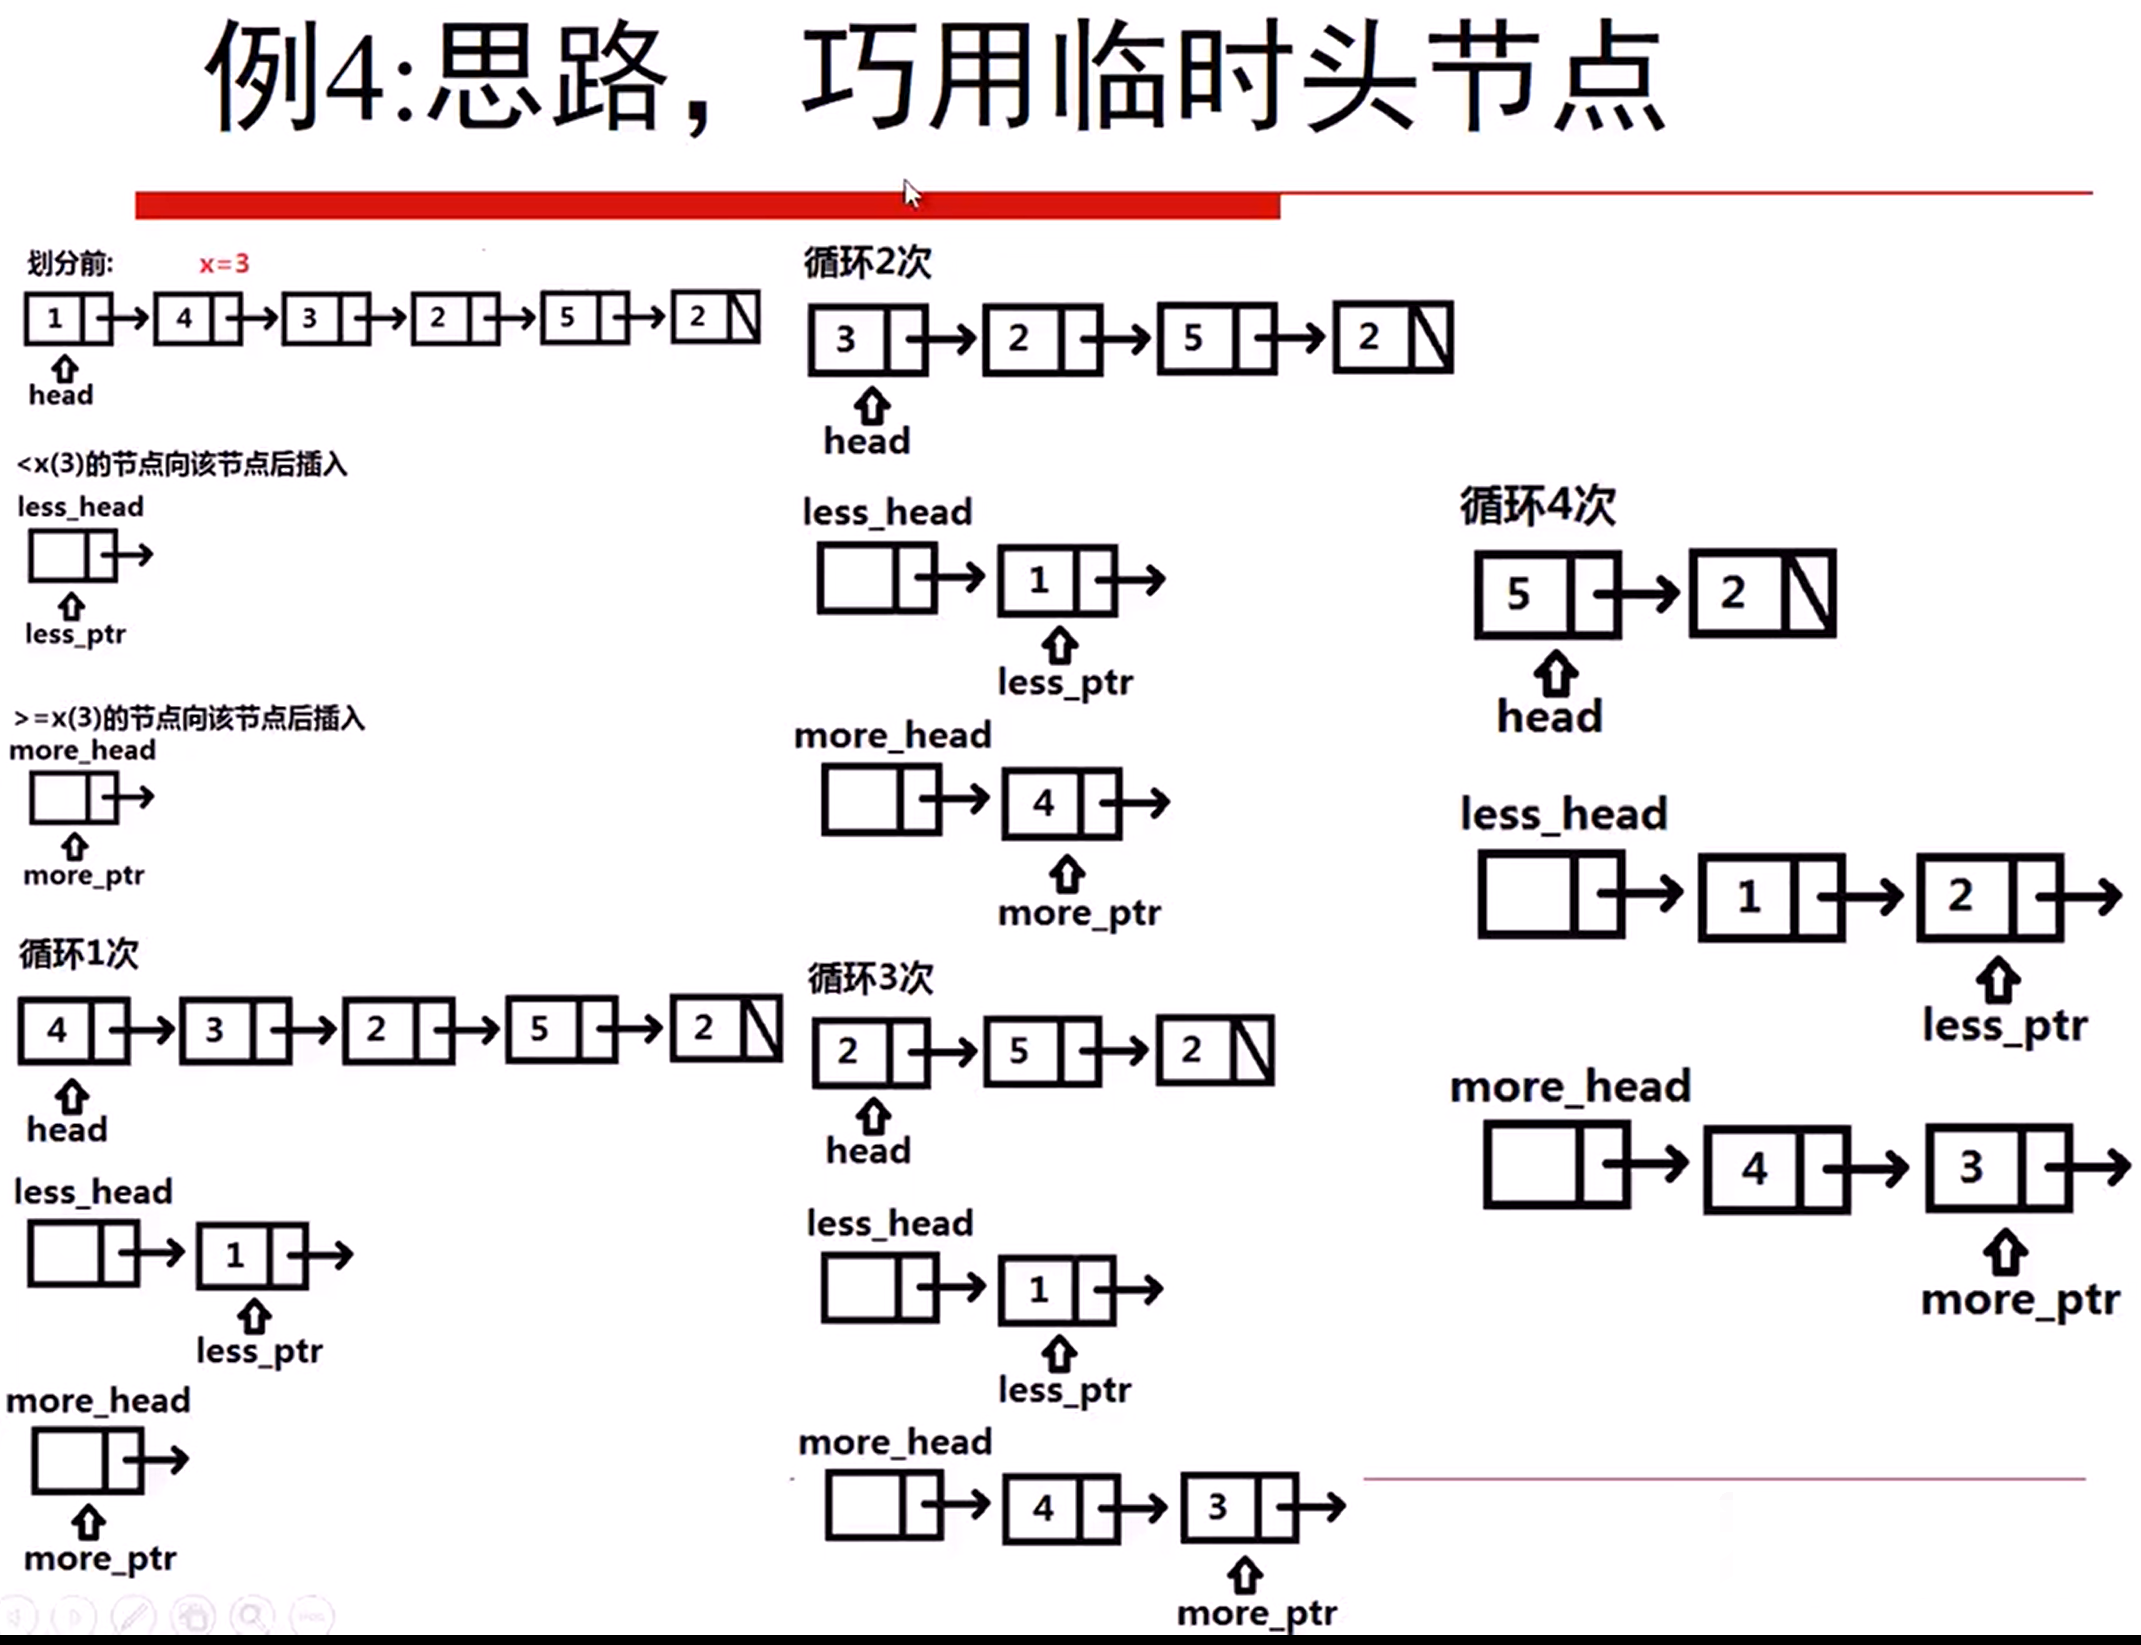 例4:思路，巧用临时头节点
划分前: x=3
1 4 3 2 5 2
head
<x(3)的节点向该节点后插入
less_head
less_ptr
>=x(3)的节点向该节点后插入
more_head
more_ptr
循环1次
4 3 2 5 2
head
less_head
1
less_ptr
more_head
more_ptr
循环2次
3 2 5 2
head
less_head
1
less_ptr
more_head
4
more_ptr
循环3次
2 5 2
head
less_head
1
less_ptr
more_head
4 3
more_ptr
循环4次
5 2
head
less_head
1 2
less_ptr
more_head
4 3
more_ptr